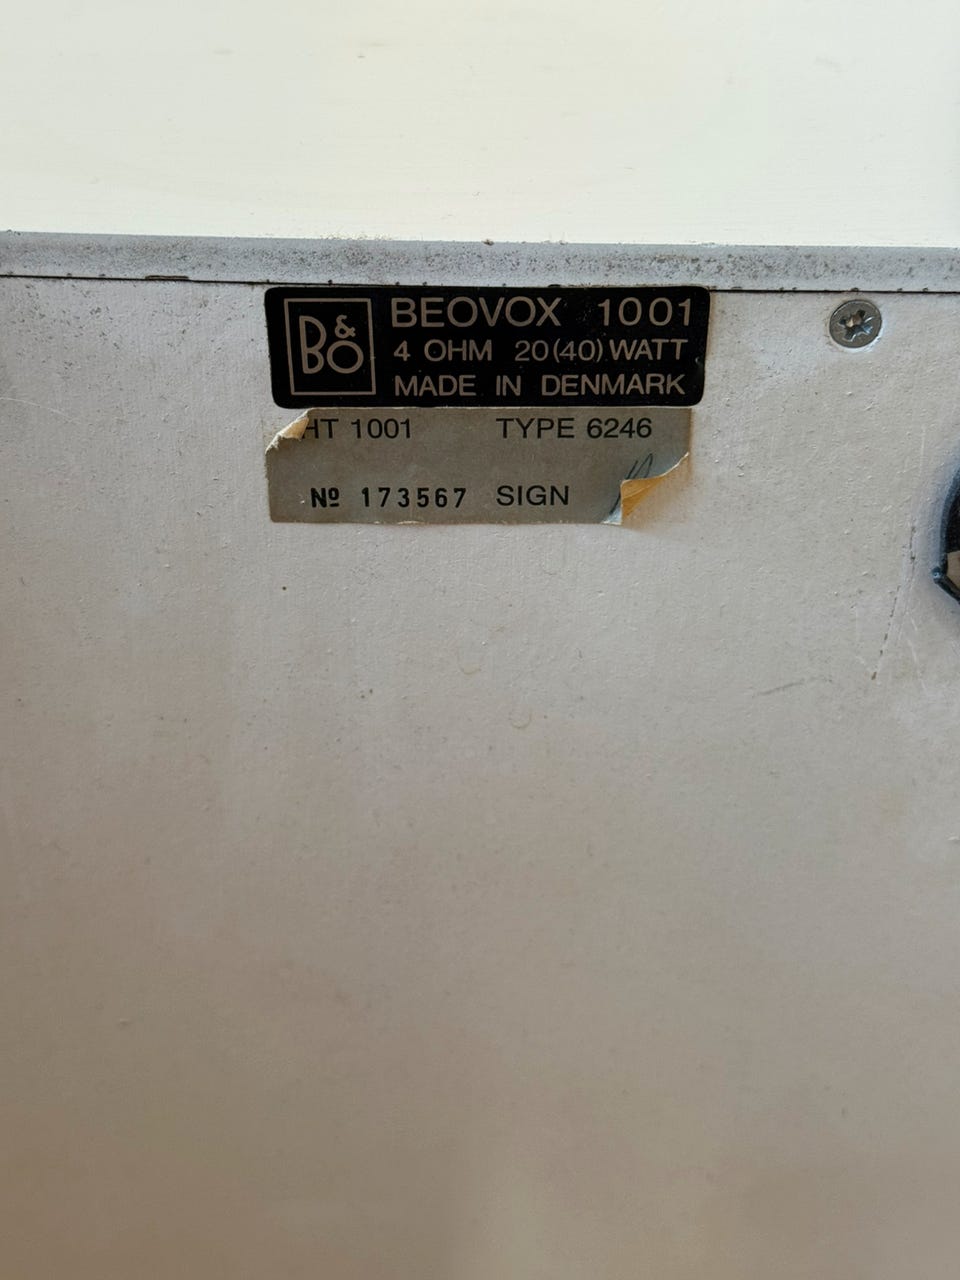 B&O
BEOVOX 1001
4 OHM 20(40) WATT
MADE IN DENMARK
HT 1001 TYPE 6246
Nº 173567 SIGN